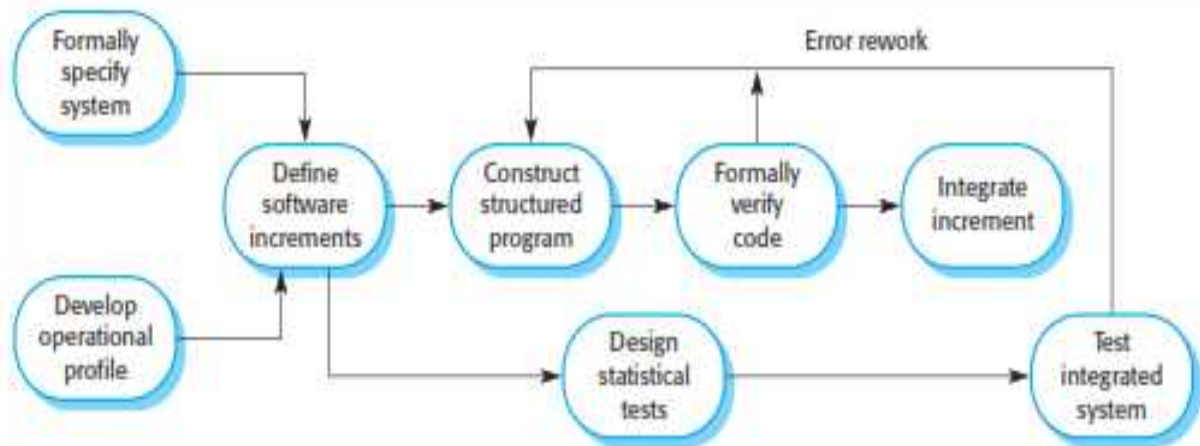 Formally
specify
system
Error rework
Define
software
increments
Construct
structured
program
Formally
verify
code
Integrate
increment
Develop
operational
profile
Design
statistical
tests
Test
integrated
system